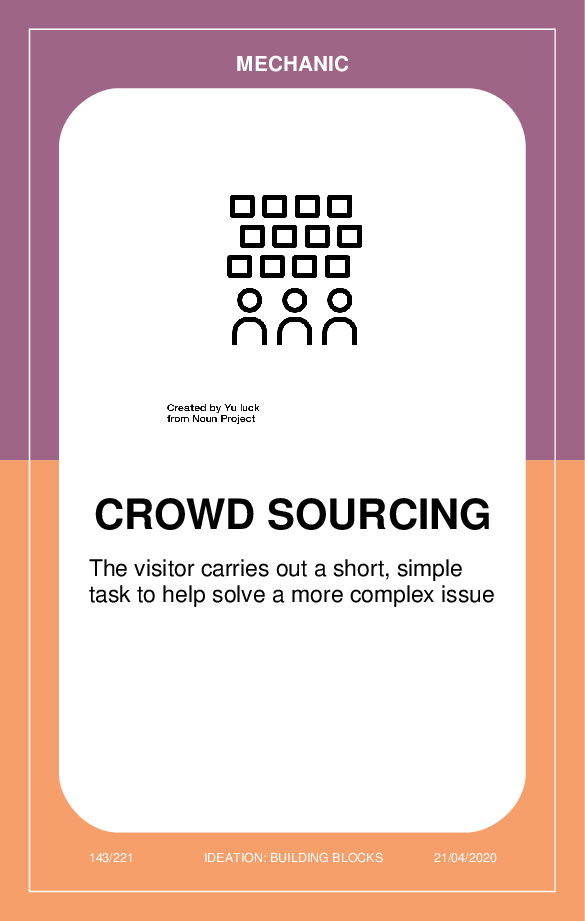 MECHANIC
Created by Yu luck
from Noun Project
CROWD SOURCING
The visitor carries out a short, simple
task to help solve a more complex issue
143/221 IDEATION: BUILDING BLOCKS 21/04/2020